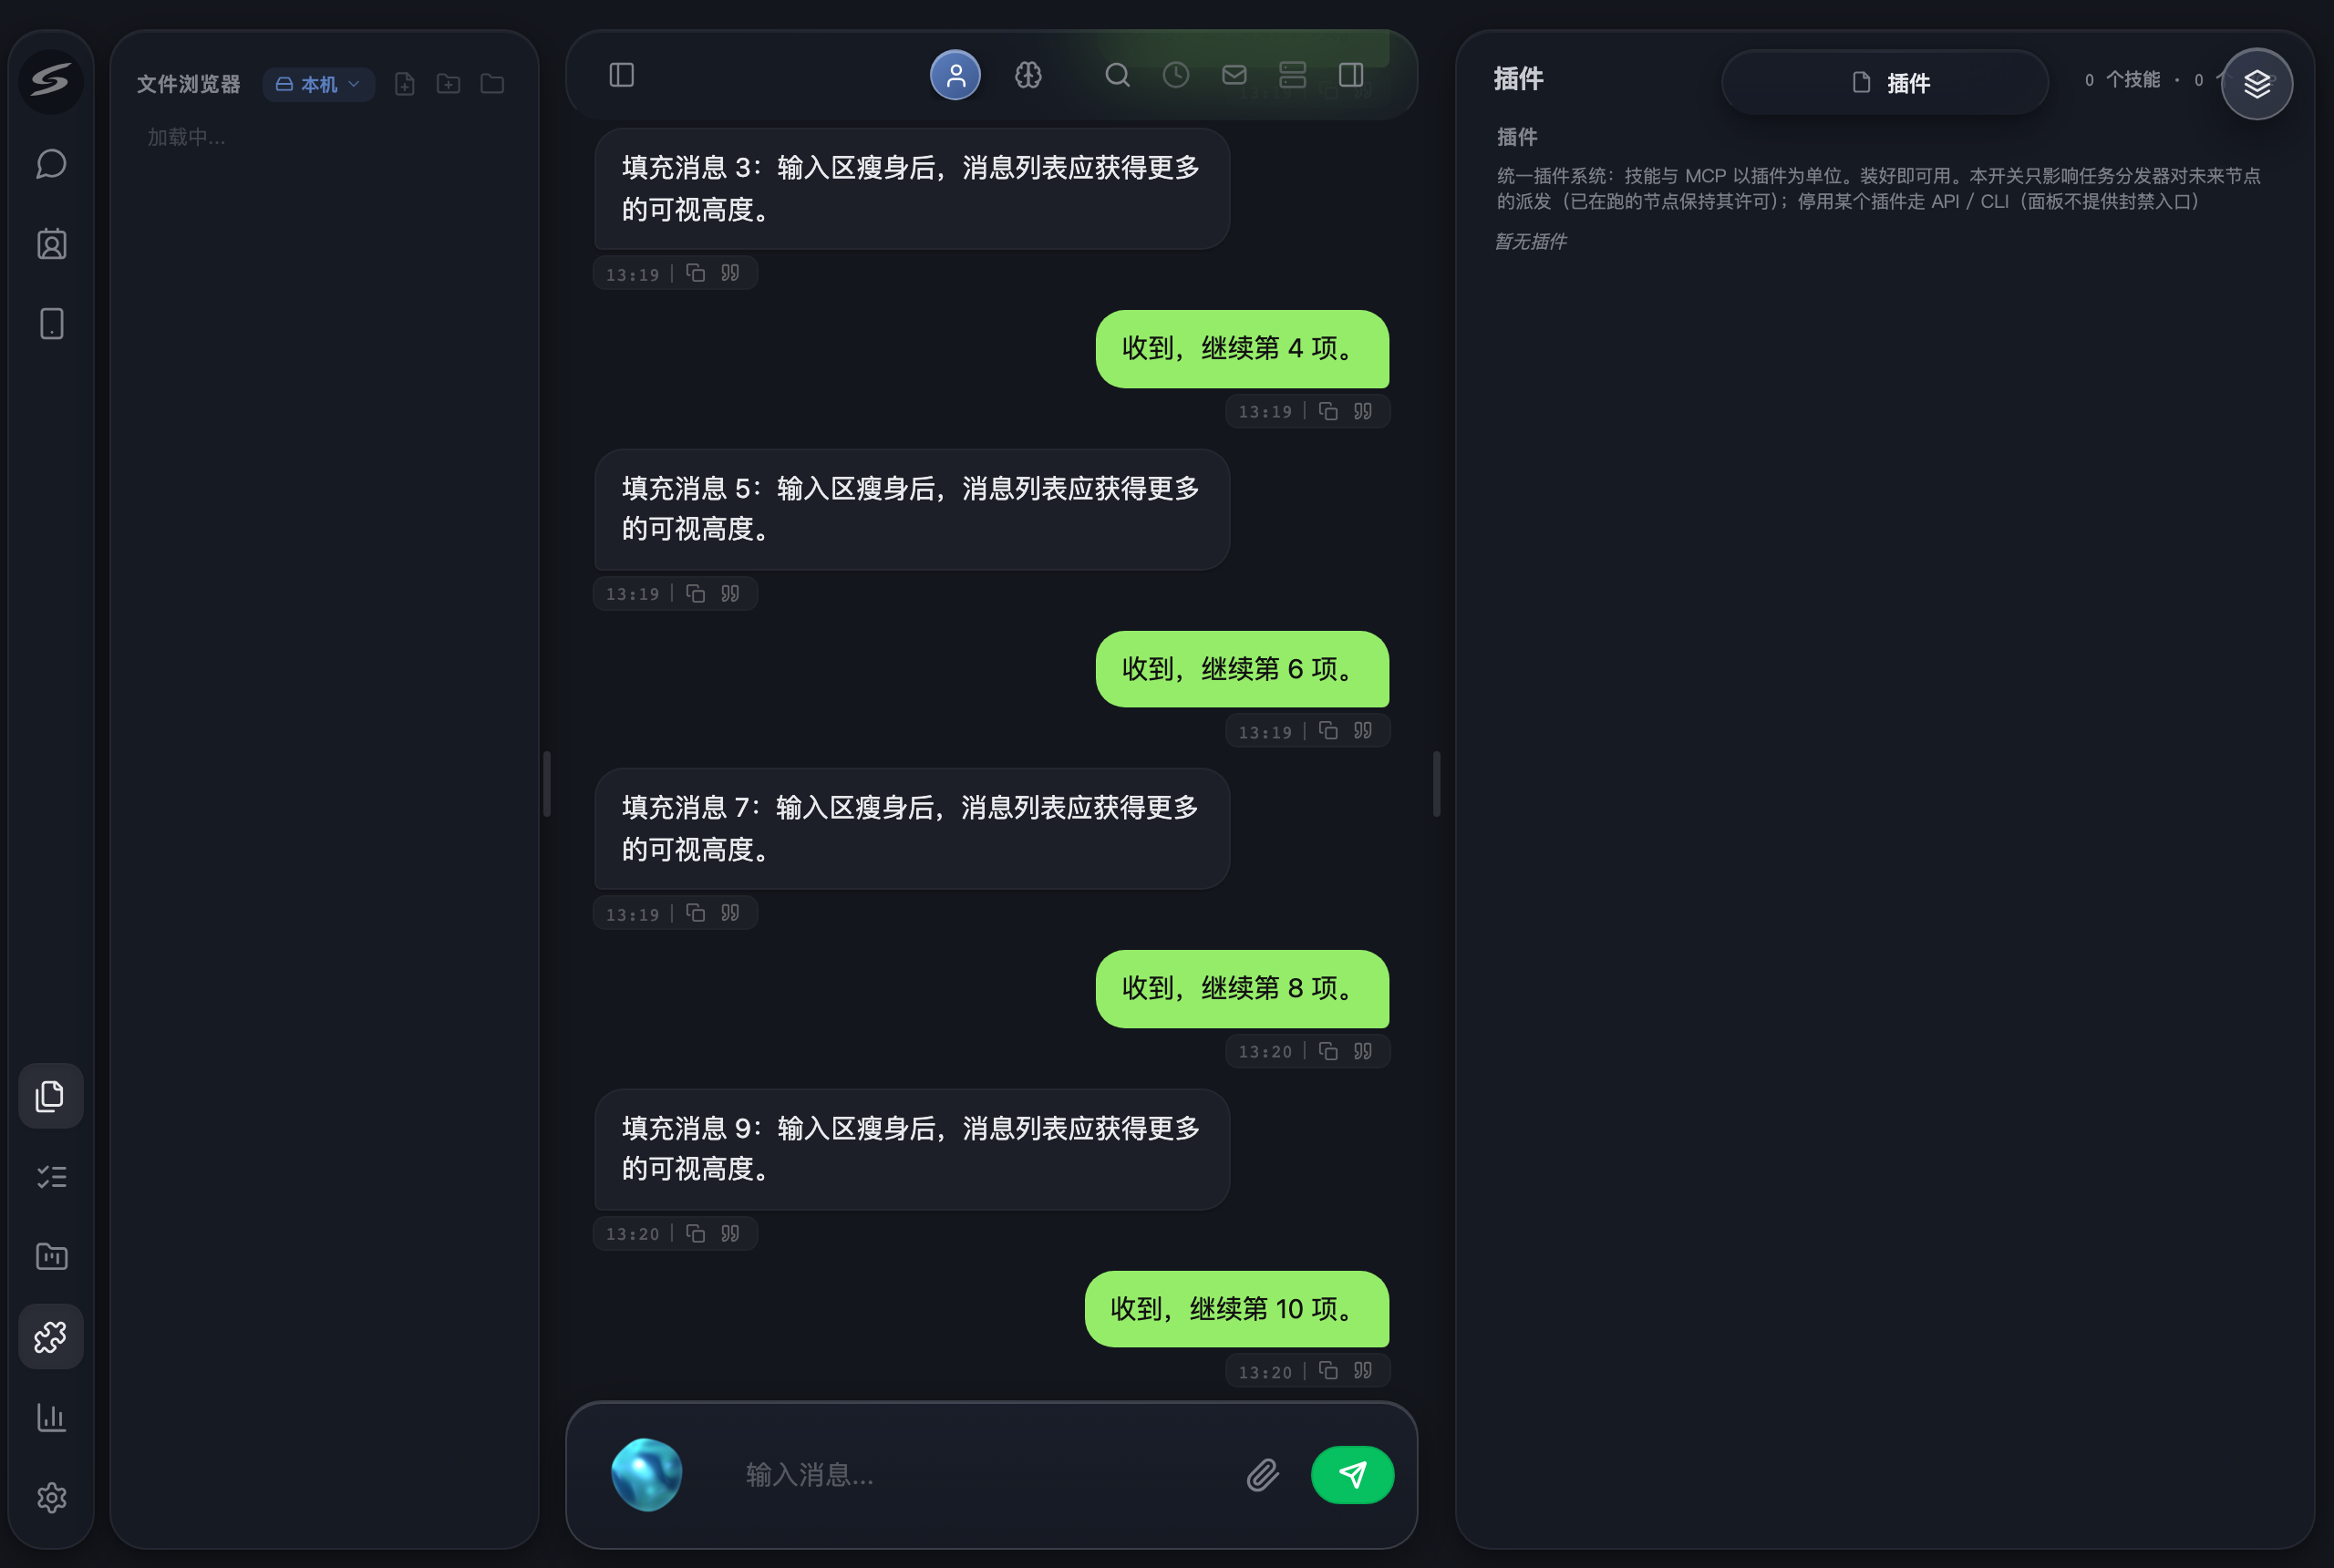 文件浏览器
本机
加载中...
填充消息 3：输入区瘦身后，消息列表应获得更多
的可视高度。
13:19
收到，继续第 4 项。
13:19
填充消息 5：输入区瘦身后，消息列表应获得更多
的可视高度。
13:19
收到，继续第 6 项。
13:19
填充消息 7：输入区瘦身后，消息列表应获得更多
的可视高度。
13:19
收到，继续第 8 项。
13:20
填充消息 9：输入区瘦身后，消息列表应获得更多
的可视高度。
13:20
收到，继续第 10 项。
13:20
输入消息...
插件
插件
0 个技能 · 0
插件
统一插件系统：技能与 MCP 以插件为单位。装好即可用。本开关只影响任务分发器对未来节点
的派发（已在跑的节点保持其许可）；停用某个插件走 API / CLI（面板不提供封禁入口）
暂无插件